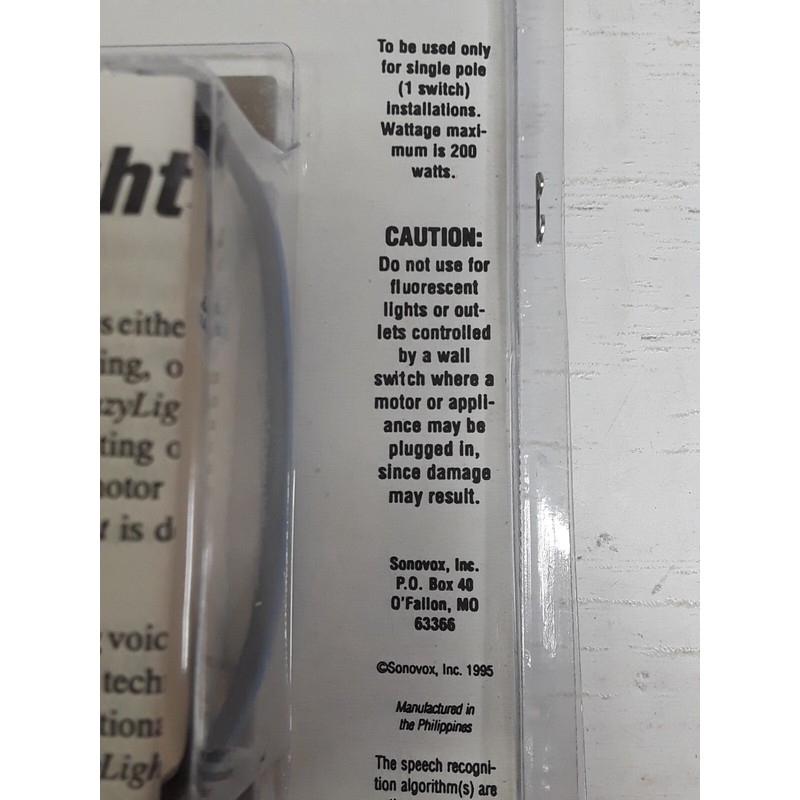 ht
s eithe
ing, o
zyLig
ting o
otor
t is d
voic
tech
tiona
Ligh
To be used only
for single pole
(1 switch)
installations.
Wattage maxi-
mum is 200
watts.
CAUTION:
Do not use for
fluorescent
lights or out-
lets controlled
by a wall
switch where a
motor or appli-
ance may be
plugged in,
since damage
may result.
Sonovox, Inc.
P.O. Box 40
O'Fallon, MO
63366
©Sonovox, Inc. 1995
Manufactured in
the Philippines
The speech recogni-
tion algorithm(s) are